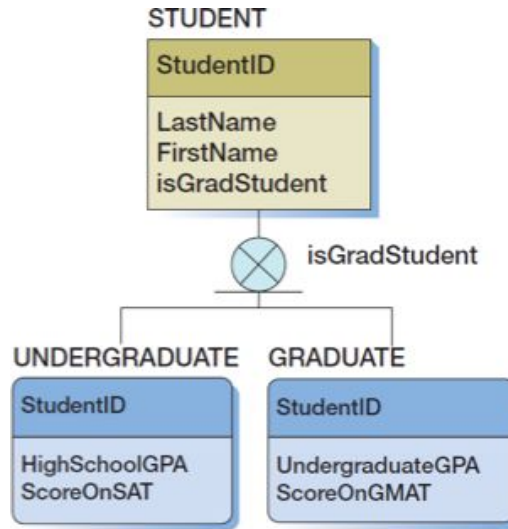 STUDENT
StudentID
LastName
FirstName
isGradStudent
isGradStudent
UNDERGRADUATE
StudentID
HighSchoolGPA
ScoreOnSAT
GRADUATE
StudentID
UndergraduateGPA
ScoreOnGMAT